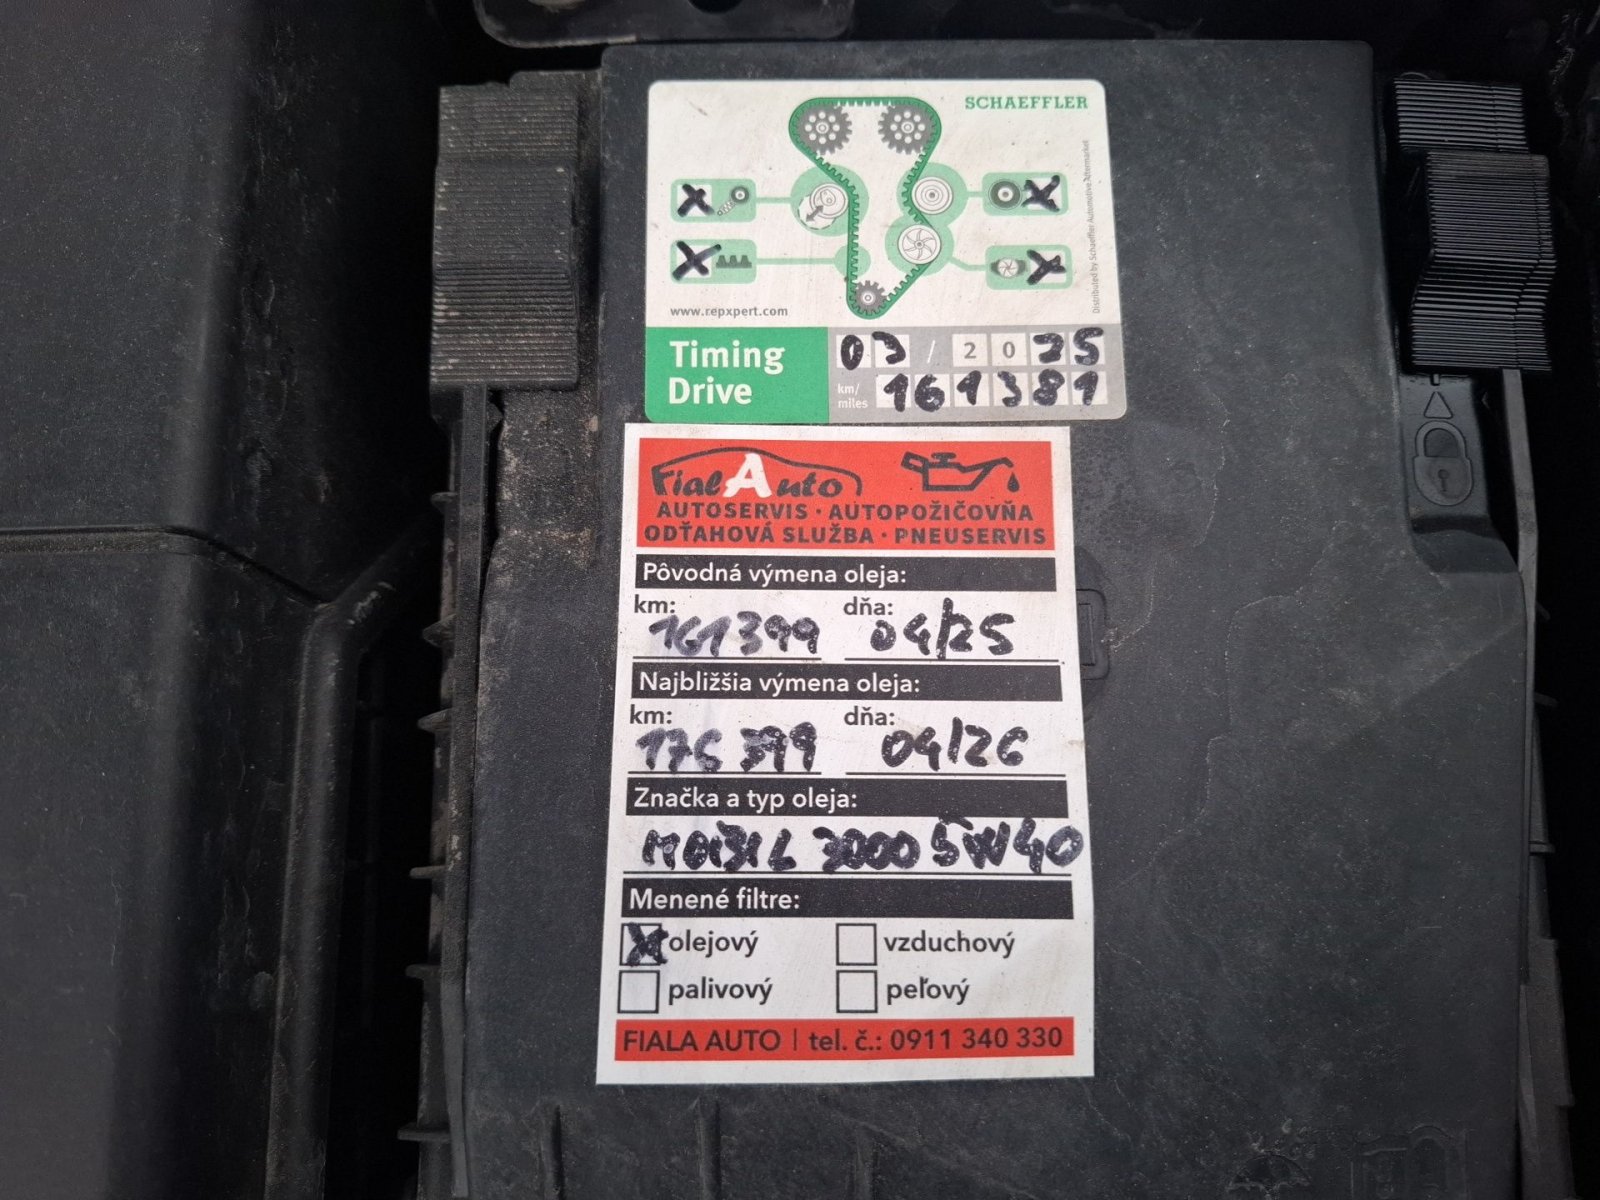 SCHAEFFLER
Distributed by Schaeffler Automotive Aftermarket
www.repxpert.com
Timing
Drive
03 / 2025
km/
miles
161381
FialAuto
AUTOSERVIS · AUTOPOŽIČOVŇA
ODŤAHOVÁ SLUŽBA · PNEUSERVIS
Pôvodná výmena oleja:
km: 161399 dňa: 04/25
Najbližšia výmena oleja:
km: 176399 dňa: 04/26
Značka a typ oleja:
MOBIL 3000 5W40
Menené filtre:
X olejový vzduchový
palivový peľový
FIALA AUTO | tel. č.: 0911 340 330